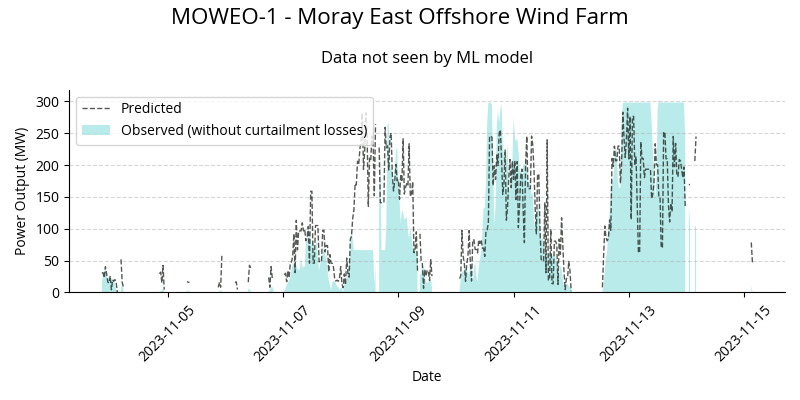 MOWEO-1 - Moray East Offshore Wind Farm
Data not seen by ML model
Predicted
Observed (without curtailment losses)
Power Output (MW)
300
250
200
150
100
50
0
2023-11-05
2023-11-07
2023-11-09
2023-11-11
2023-11-13
2023-11-15
Date